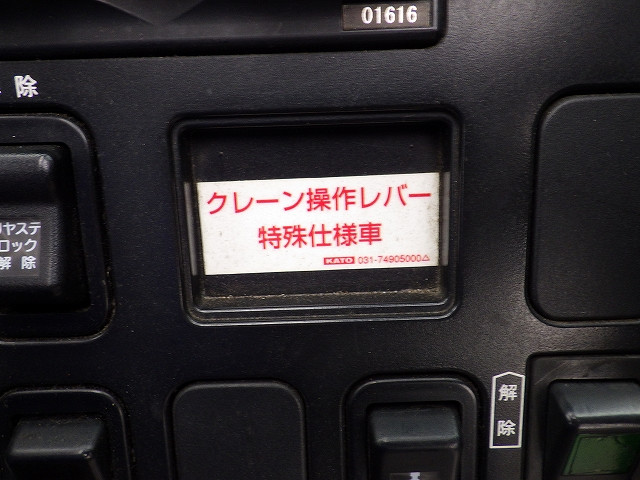 01616
除
クレーン操作レバー
特殊仕様車
KATO 031-74905000△
リヤステ
ロック
解除
解
除